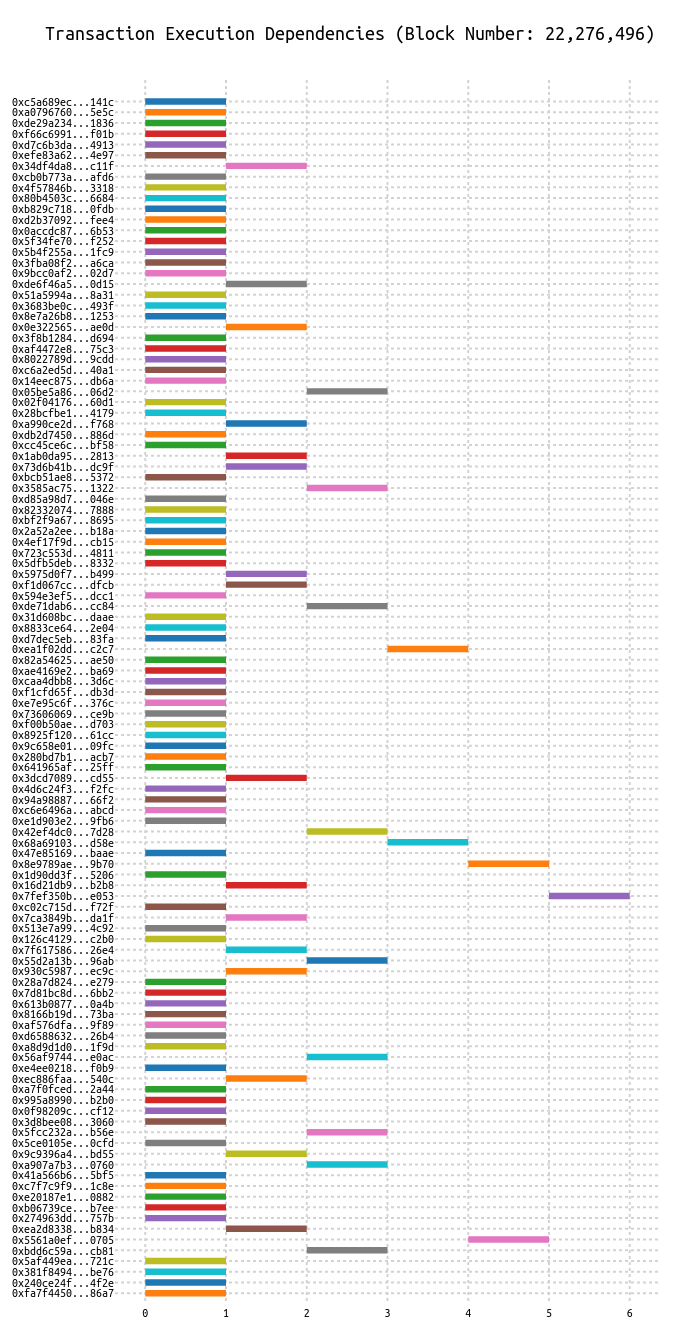 Transaction Execution Dependencies (Block Number: 22,276,496)
0xc5a689ec...141c
0xa0796760...5e5c
0xde29a234...1836
0xf66c6991...f01b
0xd7c6b3da...4913
0xefe83a62...4e97
0x34df4da8...c11f
0xcb0b773a...afd6
0x4f57846b...3318
0x80b4503c...6684
0xb829c718...0fdb
0xd2b37092...fee4
0x0accdc87...6b53
0x5f34fe70...f252
0x5b4f255a...1fc9
0x3fba08f2...a6ca
0x9bcc0af2...02d7
0xde6f46a5...0d15
0x51a5994a...8a31
0x3683be0c...493f
0x8e7a26b8...1253
0x0e322565...ae0d
0x3f8b1284...d694
0xaf4472e8...75c3
0x8022789d...9cdd
0xc6a2ed5d...40a1
0x14eec875...db6a
0x05be5a86...06d2
0x02f04176...60d1
0x28bcfbe1...4179
0xa990ce2d...f768
0xdb2d7450...886d
0xcc45ce6c...bf58
0x1ab0da95...2813
0x73d6b41b...dc9f
0xbcb51ae8...5372
0x3585ac75...1322
0xd85a98d7...046e
0x82332074...7888
0xbf2f9a67...8695
0x2a52a2ee...b18a
0x4ef17f9d...cb15
0x723c553d...4811
0x5dfb5deb...8332
0x5975d0f7...b499
0xf1d067cc...dfcb
0x594e3ef5...dcc1
0xde71dab6...cc84
0x31d608bc...daae
0x8833ce64...2e04
0xd7dec5eb...83fa
0xea1f02dd...c2c7
0x82a54625...ae50
0xae4169e2...ba69
0xcaa4dbb8...3d6c
0xf1cfd65f...db3d
0xe7e95c6f...376c
0x73606069...ce9b
0xf00b50ae...d703
0x8925f120...61cc
0x9c658e01...09fc
0x280bd7b1...acb7
0x641965af...25ff
0x3dcd7089...cd55
0x4d6c24f3...f2fc
0x94a98887...66f2
0xc6e6496a...abcd
0xe1d903e2...9fb6
0x42ef4dc0...7d28
0x68a69103...d58e
0x47e85169...baae
0x8e9789ae...9b70
0x1d90dd3f...5206
0x16d21db9...b2b8
0x7fef350b...e053
0xc02c715d...f72f
0x7ca3849b...da1f
0x513e7a99...4c92
0x126c4129...c2b0
0x7f617586...26e4
0x55d2a13b...96ab
0x930c5987...ec9c
0x28a7d824...e279
0x7d81bc8d...6bb2
0x613b0877...0a4b
0x8166b19d...73ba
0xaf576dfa...9f89
0xd6588632...26b4
0xa8d9d1d0...1f9d
0x56af9744...e0ac
0xe4ee0218...f0b9
0xec886faa...540c
0xa7f0fced...2a44
0x995a8990...b2b0
0x0f98209c...cf12
0x3d8bee08...3060
0x5fcc232a...b56e
0x5ce0105e...0cfd
0x9c9396a4...bd55
0xa907a7b3...0760
0x41a566b6...5bf5
0xc7f7c9f9...1c8e
0xe20187e1...0882
0xb06739ce...b7ee
0x274963dd...757b
0xea2d8338...b834
0x5561a0ef...0705
0xbdd6c59a...cb81
0x5af449ea...721c
0x381f8494...be76
0x240ce24f...4f2e
0xfa7f4450...86a7
0 1 2 3 4 5 6